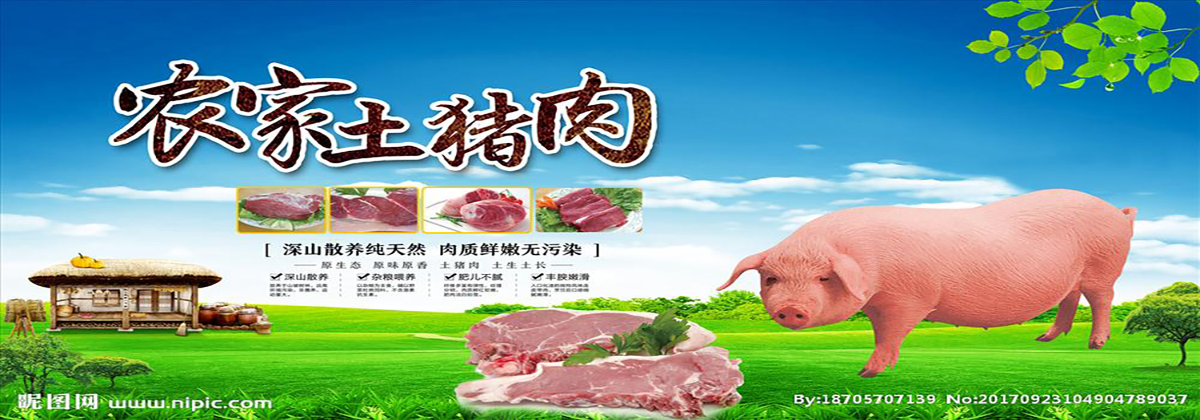 农家土猪肉
[ 深山散养纯天然 肉质鲜嫩无污染 ]
原生态 原味原香 土猪肉 土生土长
深山散养 杂粮喂养 肥儿不腻 丰腴嫩滑
昵图网 www.nipic.com
By:18705707139 No:20170923104904789037